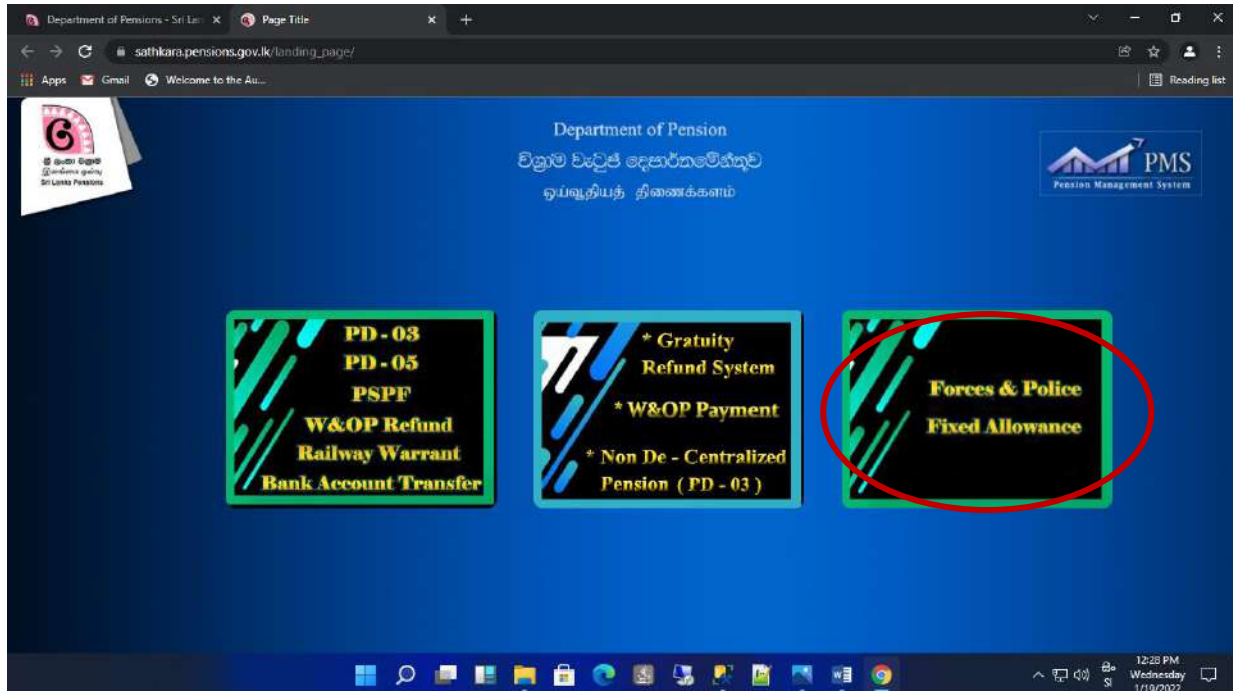 Department of Pensions - Sri Lan
Page Title
sathkara.pensions.gov.lk/landing_page/
Apps
Gmail
Welcome to the Au...
Reading list
ශ්‍රී ලංකා විශ්‍රාම
Sri Lanka Pensions
Department of Pension
විශ්‍රාම වැටුප් දෙපාර්තමේන්තුව
ஓய்வூதியத் திணைக்களம்
PMS
Pension Management System
PD - 03
PD - 05
PSPF
W&OP Refund
Railway Warrant
Bank Account Transfer
* Gratuity
Refund System
* W&OP Payment
* Non De - Centralized
Pension ( PD - 03 )
Forces & Police
Fixed Allowance
සිං
SI
12:28 PM
Wednesday
1/19/2022